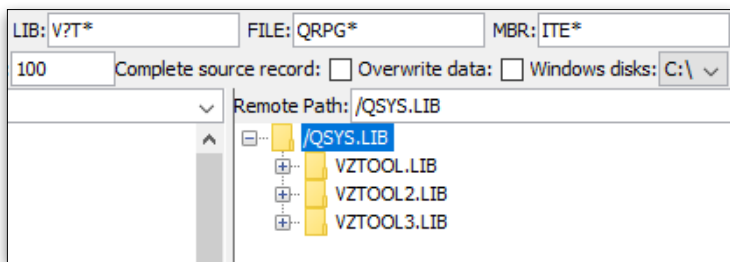 LIB: V?T* FILE: QRPG* MBR: ITE*
100 Complete source record: Overwrite data: Windows disks: C:\
Remote Path: /QSYS.LIB
/QSYS.LIB
VZTOOL.LIB
VZTOOL2.LIB
VZTOOL3.LIB